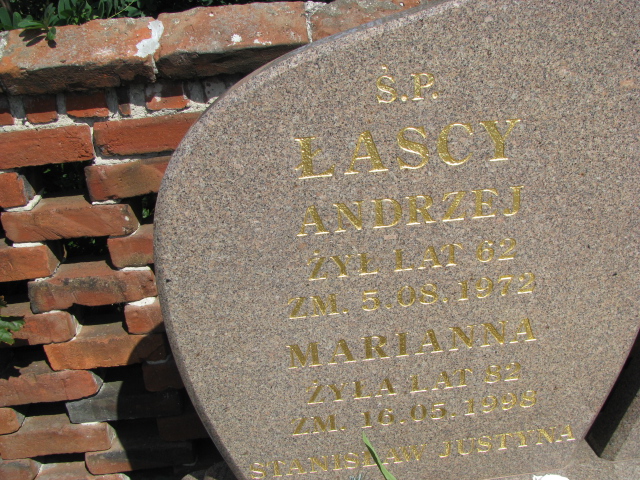 Ś.P.
ŁASCY
ANDRZEJ
ŻYŁ LAT 62
ZM. 5.08.1972
MARIANNA
ŻYŁA LAT 82
ZM. 16.05.1998
STANISŁAW JUSTYNA